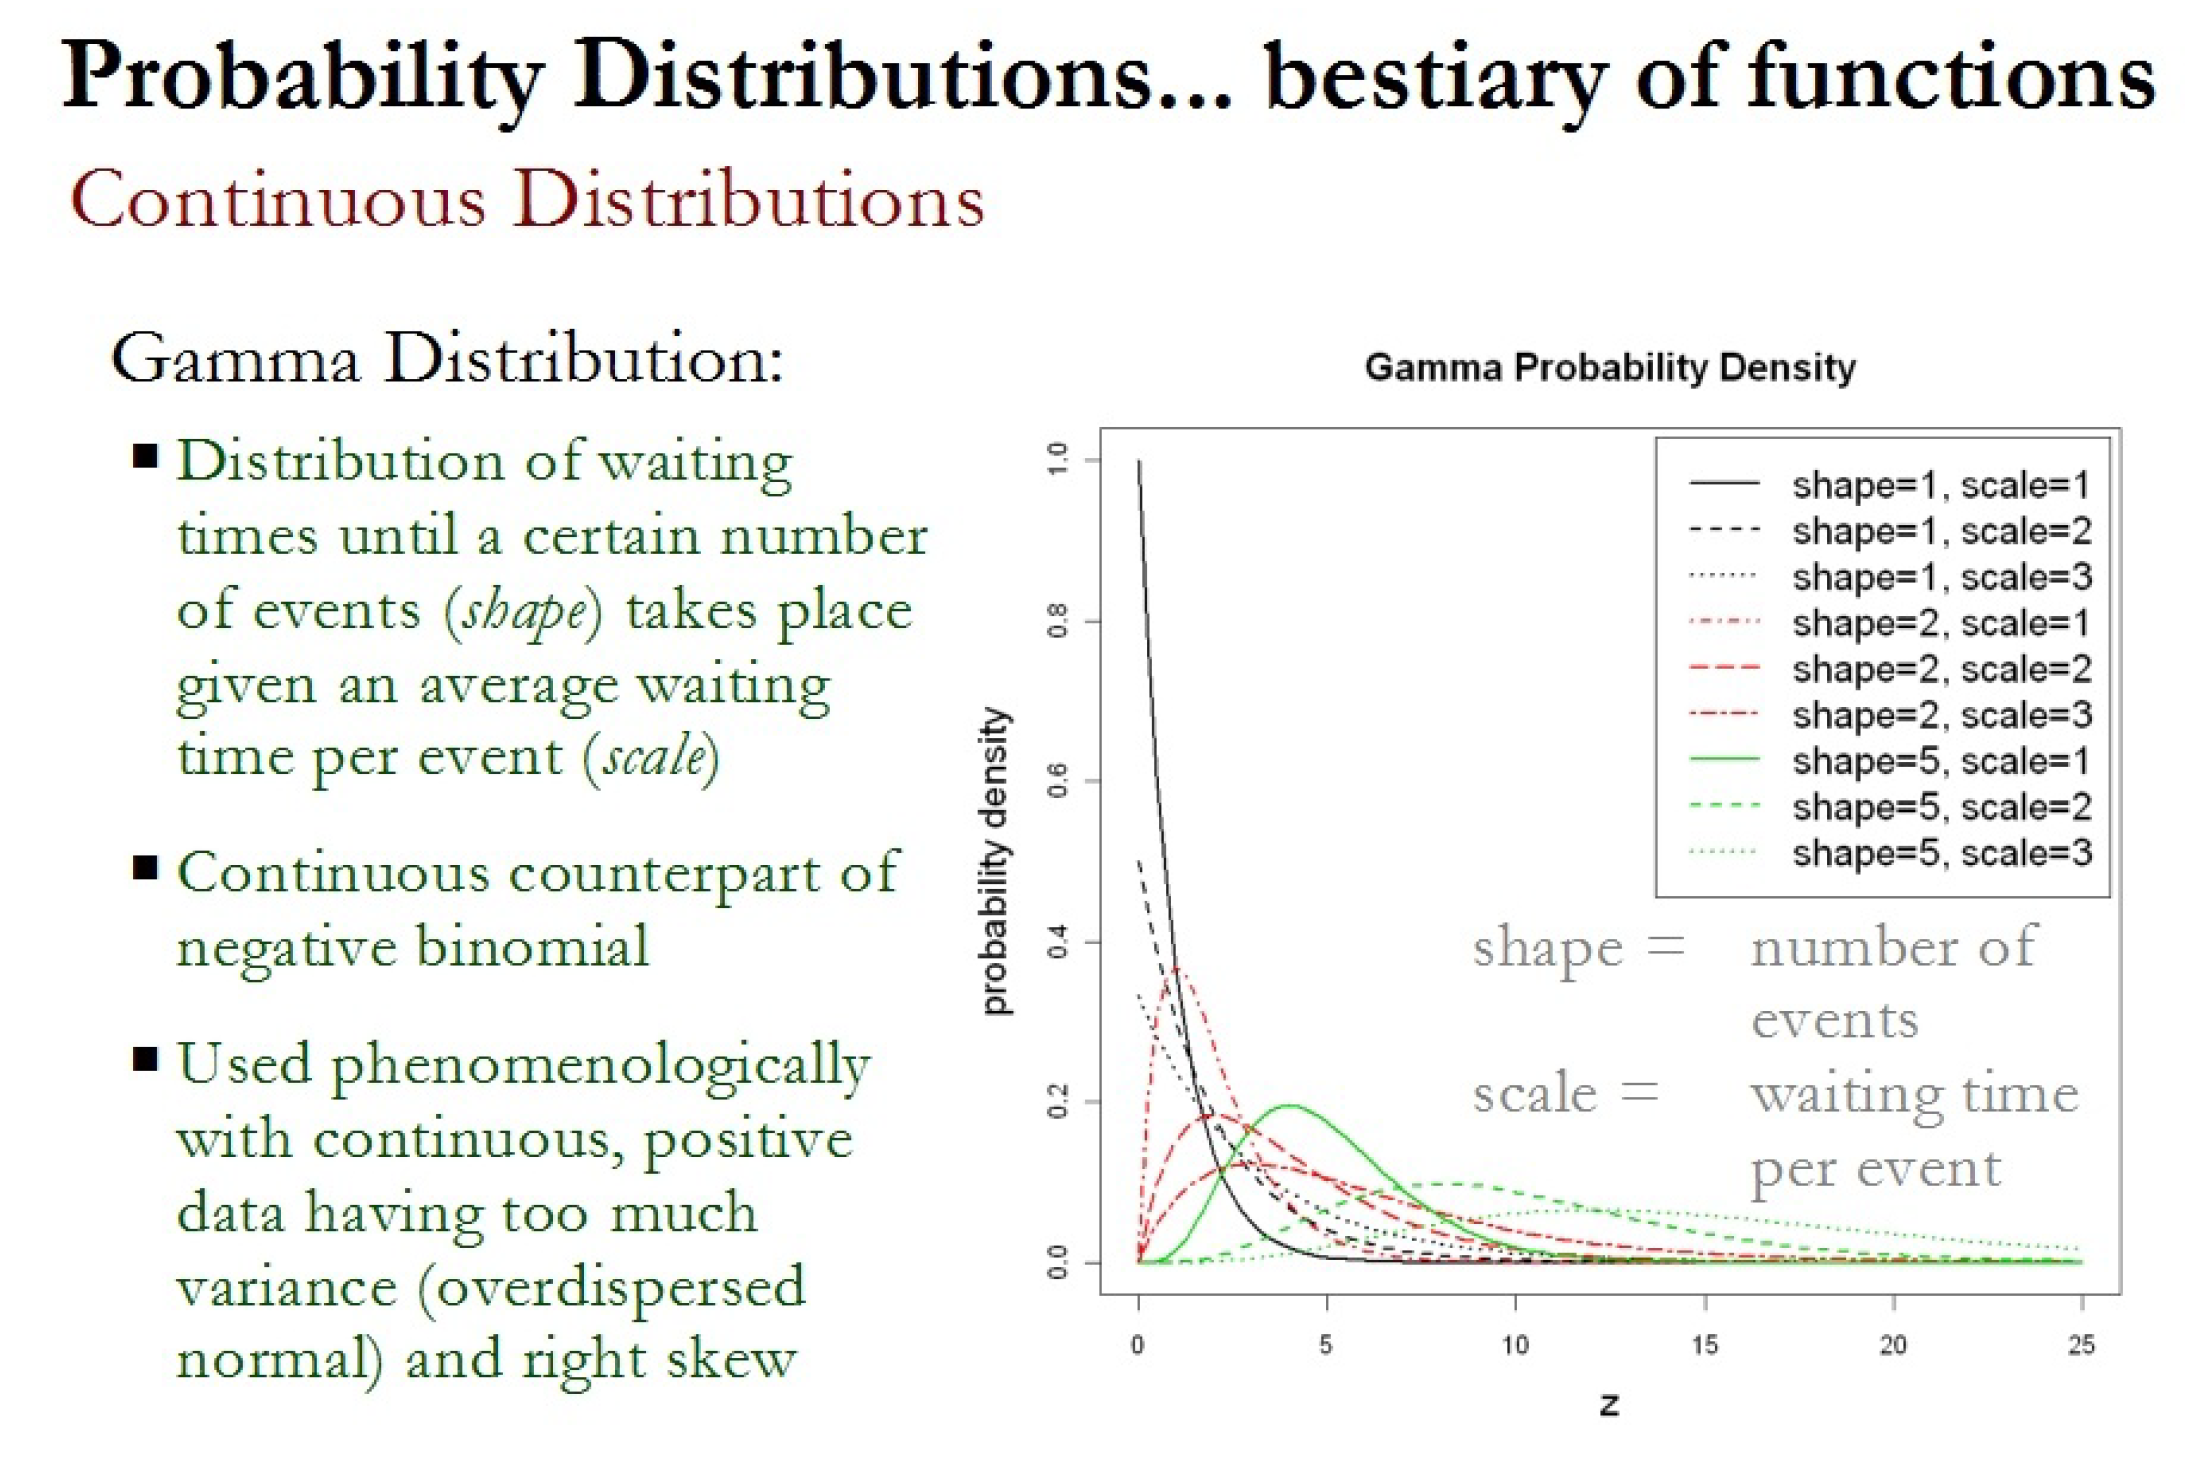 Probability Distributions... bestiary of functions
Continuous Distributions
Gamma Distribution:
■ Distribution of waiting
times until a certain number
of events (shape) takes place
given an average waiting
time per event (scale)
■ Continuous counterpart of
negative binomial
■ Used phenomenologically
with continuous, positive
data having too much
variance (overdispersed
normal) and right skew
Gamma Probability Density
probability density
1.0
0.8
0.6
0.4
0.2
0.0
shape=1, scale=1
shape=1, scale=2
shape=1, scale=3
shape=2, scale=1
shape=2, scale=2
shape=2, scale=3
shape=5, scale=1
shape=5, scale=2
shape=5, scale=3
shape = number of
events
scale = waiting time
per event
0 5 10 15 20 25
z